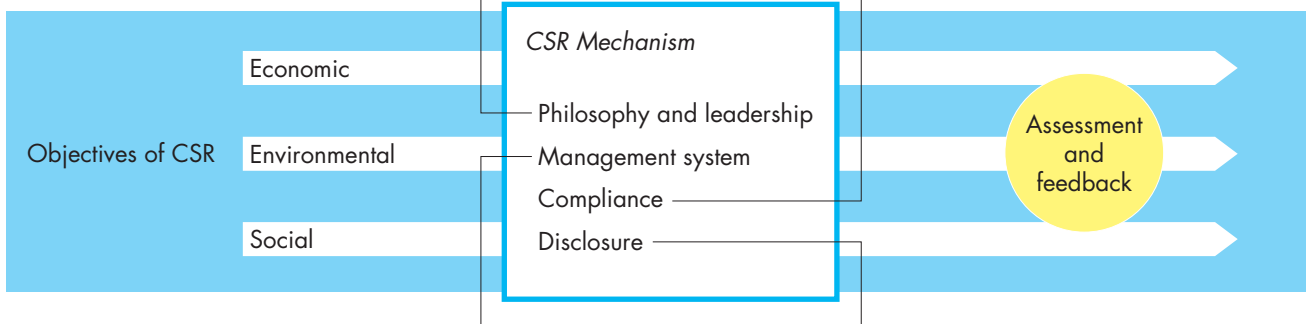 Objectives of CSR
Economic
Environmental
Social
CSR Mechanism
Philosophy and leadership
Management system
Compliance
Disclosure
Assessment
and
feedback